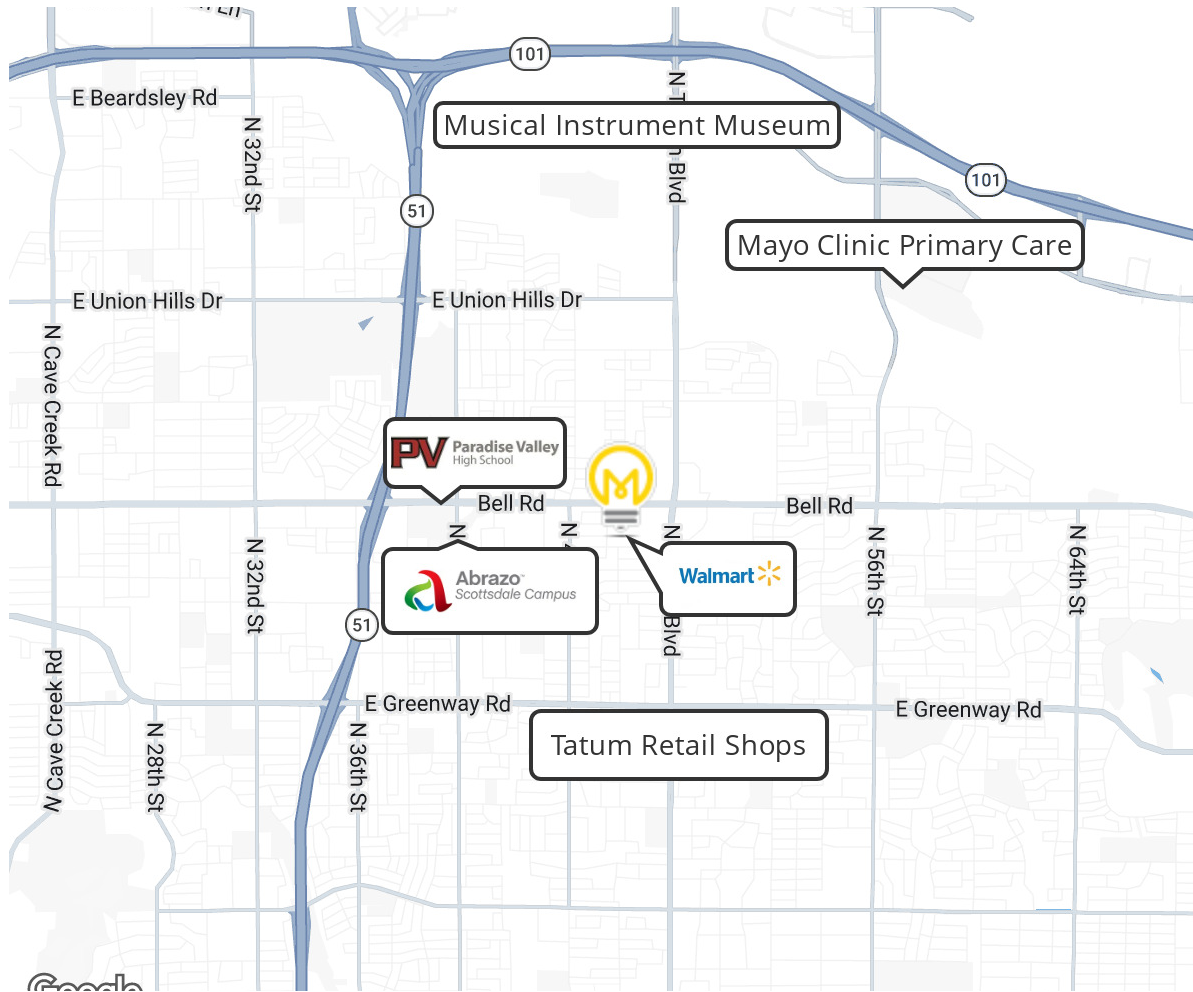 101
E Beardsley Rd
N 32nd St
Musical Instrument Museum
Blvd
101
51
Mayo Clinic Primary Care
E Union Hills Dr
E Union Hills Dr
N Cave Creek Rd
PV Paradise Valley
High School
M
Bell Rd
Bell Rd
N
N
N
N 32nd St
N 56th St
N 64th St
Abrazo™
Scottsdale Campus
Walmart
51
Blvd
N Cave Creek Rd
E Greenway Rd
E Greenway Rd
N 28th St
N 36th St
Tatum Retail Shops
Google